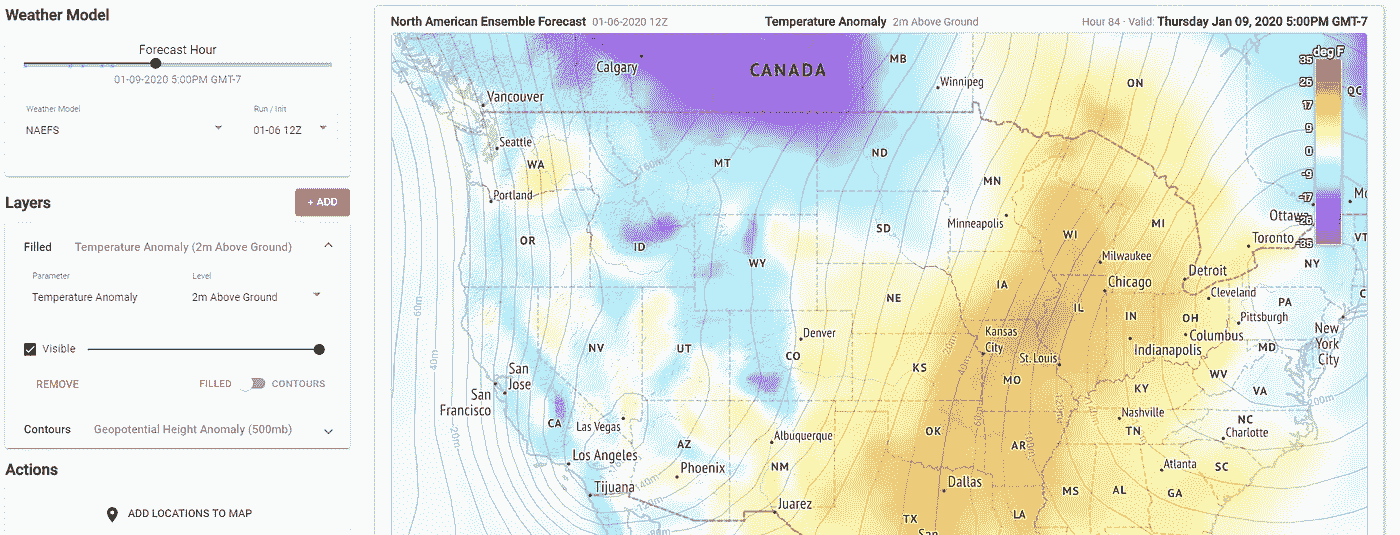 Weather Model
Forecast Hour
01-09-2020 5:00PM GMT-7
Weather Model
Run / Init
NAEFS
01-06 12Z
Layers
+ ADD
Filled Temperature Anomaly (2m Above Ground)
Parameter
Level
Temperature Anomaly
2m Above Ground
Visible
REMOVE
FILLED CONTOURS
Contours Geopotential Height Anomaly (500mb)
Actions
ADD LOCATIONS TO MAP
North American Ensemble Forecast 01-06-2020 12Z
Temperature Anomaly 2m Above Ground
Hour 84 · Valid: Thursday Jan 09, 2020 5:00PM GMT-7
deg F
35
26
17
9
0
-9
-17
-26
-35
Calgary
CANADA
MB
Winnipeg
ON
QC
Vancouver
Seattle
WA
MT
ND
MN
Portland
OR
ID
WY
SD
Minneapolis
WI
MI
Ottawa
Toronto
VT
NY
Milwaukee
Chicago
Detroit
Cleveland
IA
NE
IL
IN
OH
PA
Pittsburgh
Columbus
New
York
City
Denver
NV
UT
CO
Kansas
City
St. Louis
Indianapolis
MD
KS
MO
KY
WV
VA
San
Jose
San
Francisco
CA
Las Vegas
Nashville
TN
NC
Charlotte
AZ
Albuquerque
OK
AR
Los Angeles
Phoenix
NM
Atlanta
SC
Tijuana
Juarez
Dallas
MS
AL
GA
TX
LA
San
60m
40m
20m
160m
140m
200m